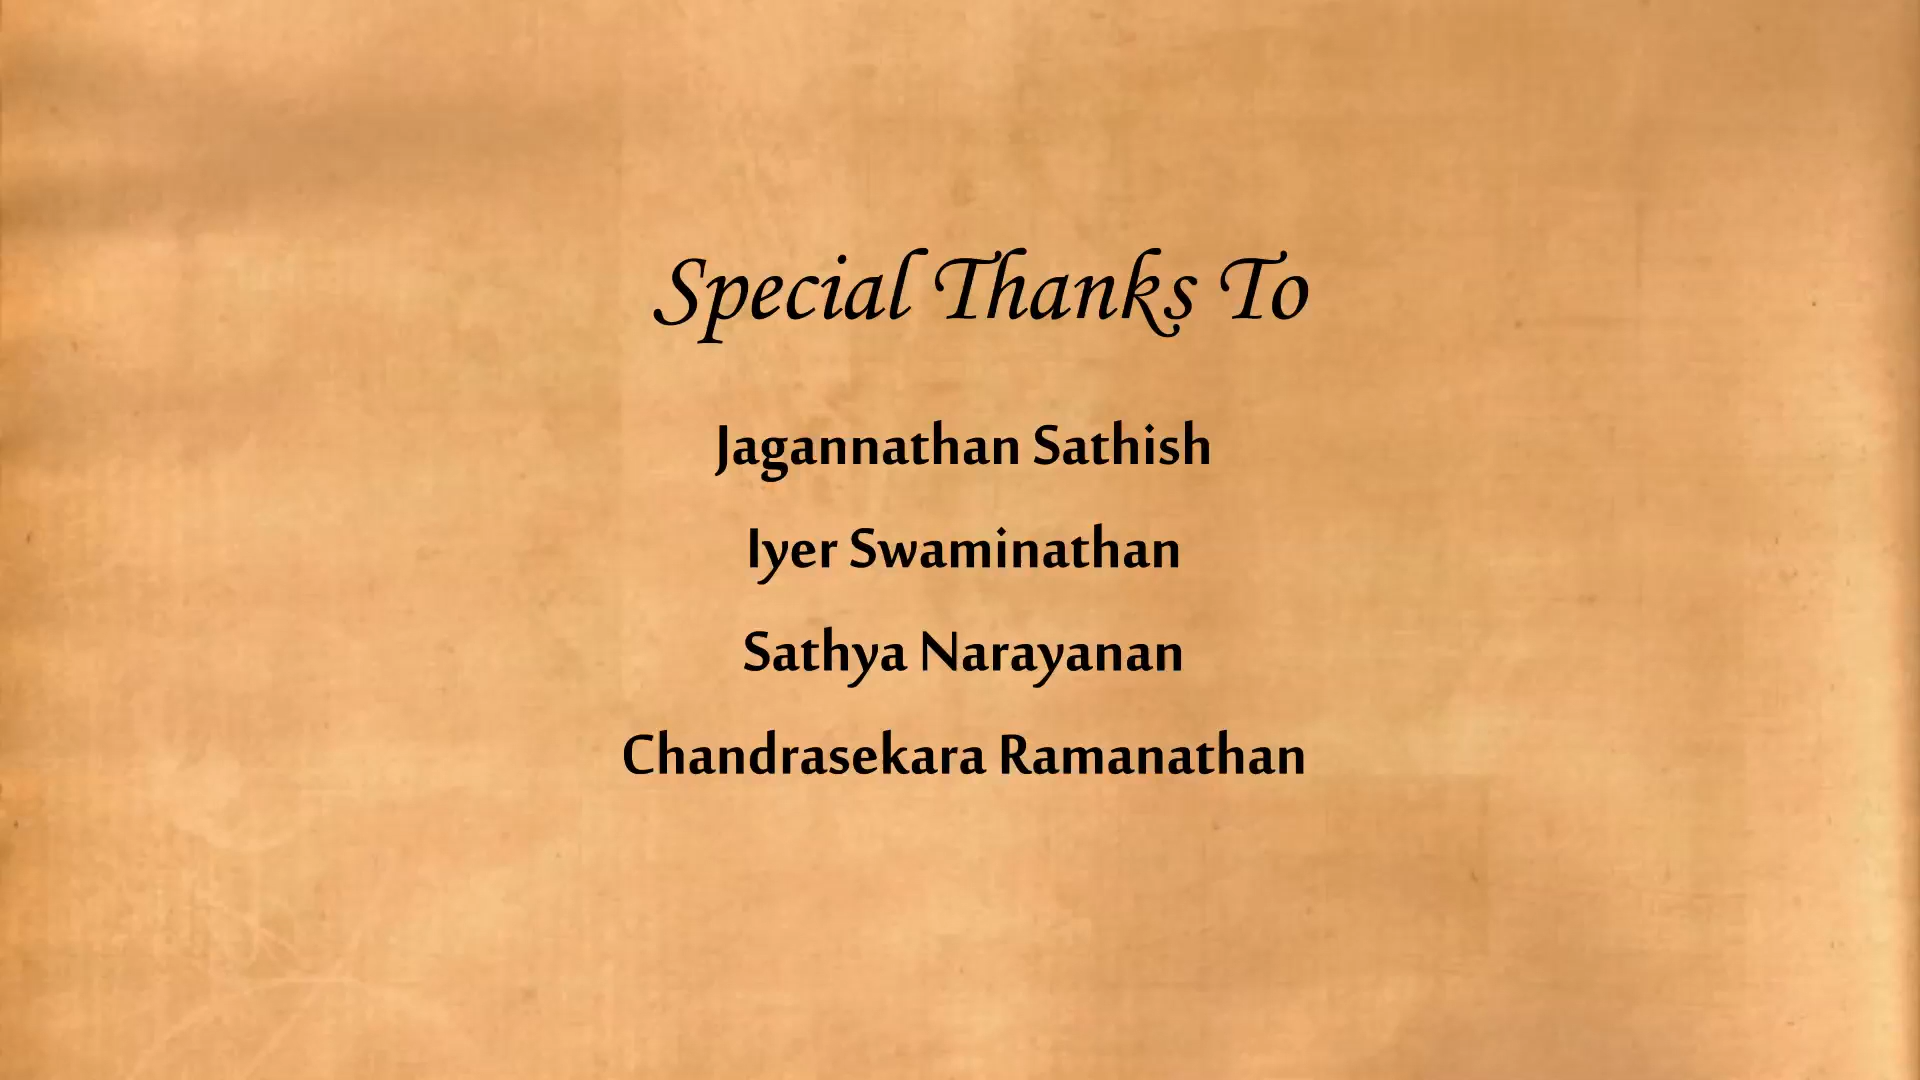 Special Thanks To
Jagannathan Sathish
Iyer Swaminathan
Sathya Narayanan
Chandrasekara Ramanathan